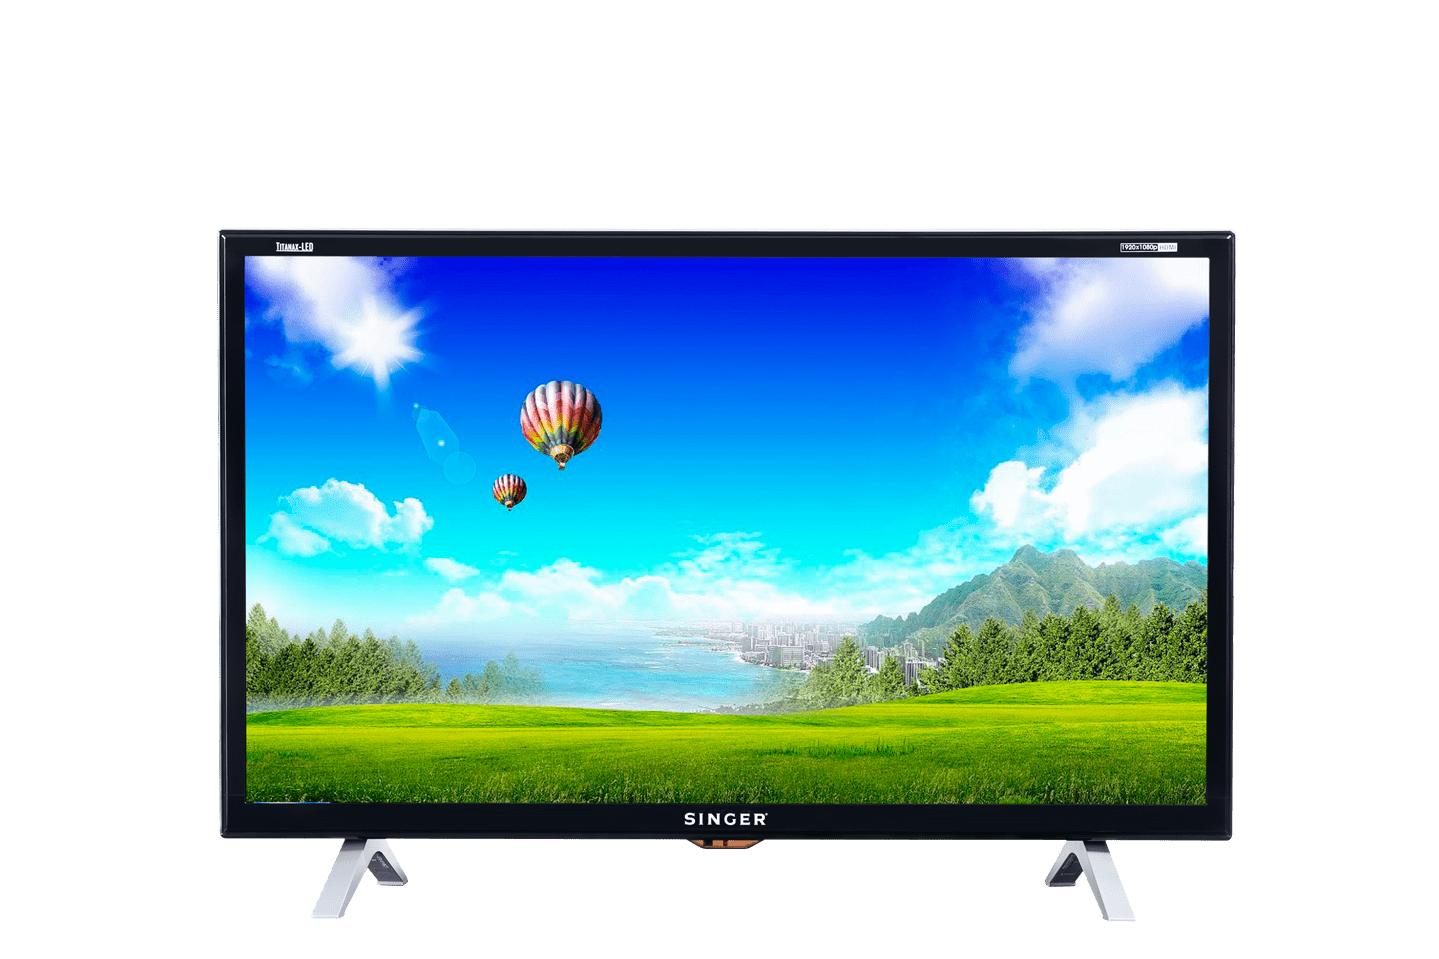 Titanax-LED
1920x1080p HDMI
SINGER